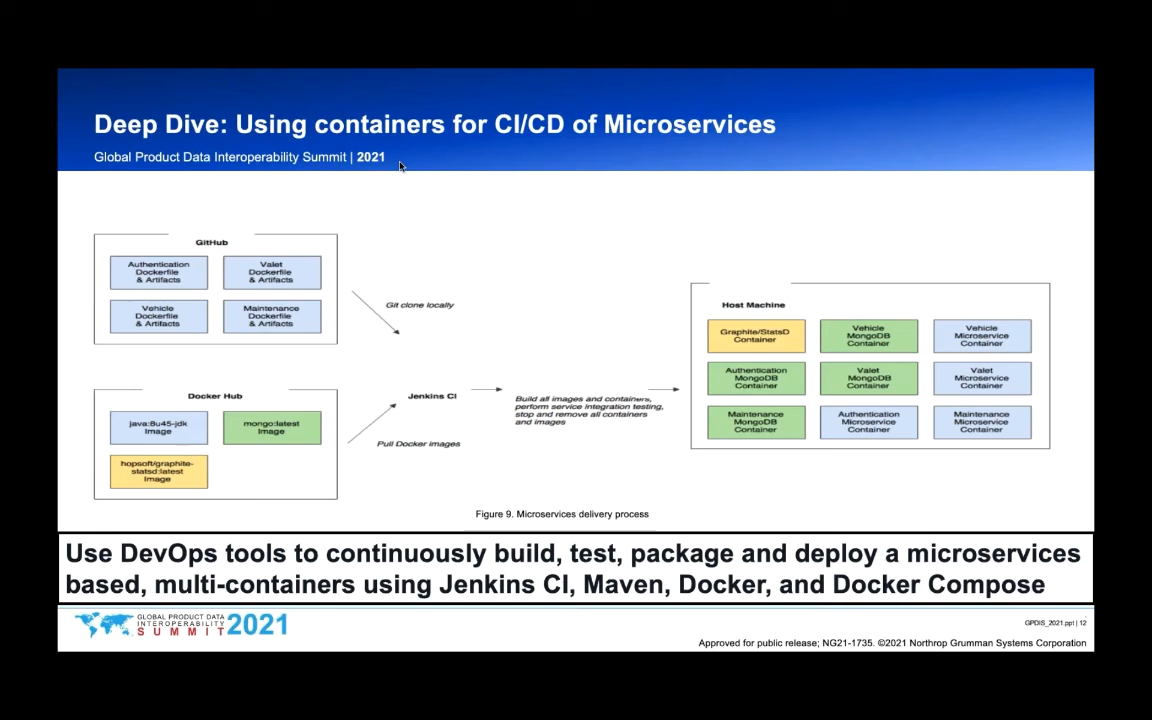 Deep Dive: Using containers for CI/CD of Microservices
Global Product Data Interoperability Summit | 2021
GitHub
Authentication
Dockerfile
& Artifacts
Valet
Dockerfile
& Artifacts
Vehicle
Dockerfile
& Artifacts
Maintenance
Dockerfile
& Artifacts
Git clone locally
Docker Hub
java:8u45-jdk
Image
mongo:latest
Image
hopsoft/graphite-
statsd:latest
Image
Jenkins CI
Pull Docker images
Build all images and containers,
perform service integration testing,
stop and remove all containers
and images
Host Machine
Graphite/StatsD
Container
Vehicle
MongoDB
Container
Vehicle
Microservice
Container
Authentication
MongoDB
Container
Valet
MongoDB
Container
Valet
Microservice
Container
Maintenance
MongoDB
Container
Authentication
Microservice
Container
Maintenance
Microservice
Container
Figure 9. Microservices delivery process
Use DevOps tools to continuously build, test, package and deploy a microservices
based, multi-containers using Jenkins CI, Maven, Docker, and Docker Compose
GLOBAL PRODUCT DATA
INTEROPERABILITY
SUMMIT 2021
GPDIS_2021.ppt | 12
Approved for public release; NG21-1735. ©2021 Northrop Grumman Systems Corporation